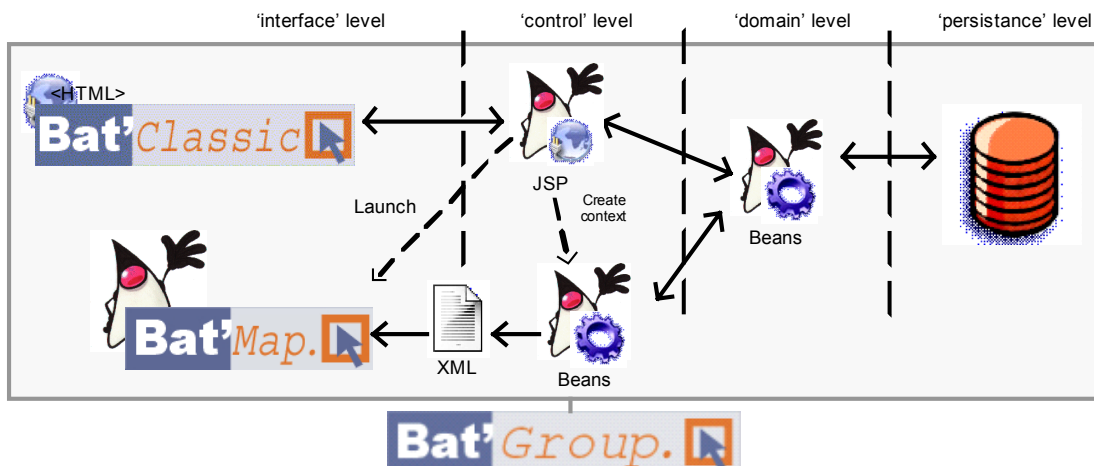 ‘interface’ level
‘control’ level
‘domain’ level
‘persistance’ level
<HTML>
Bat'Classic
JSP
Launch
Create
context
Beans
Bat'Map.
XML
Beans
Bat'Group.